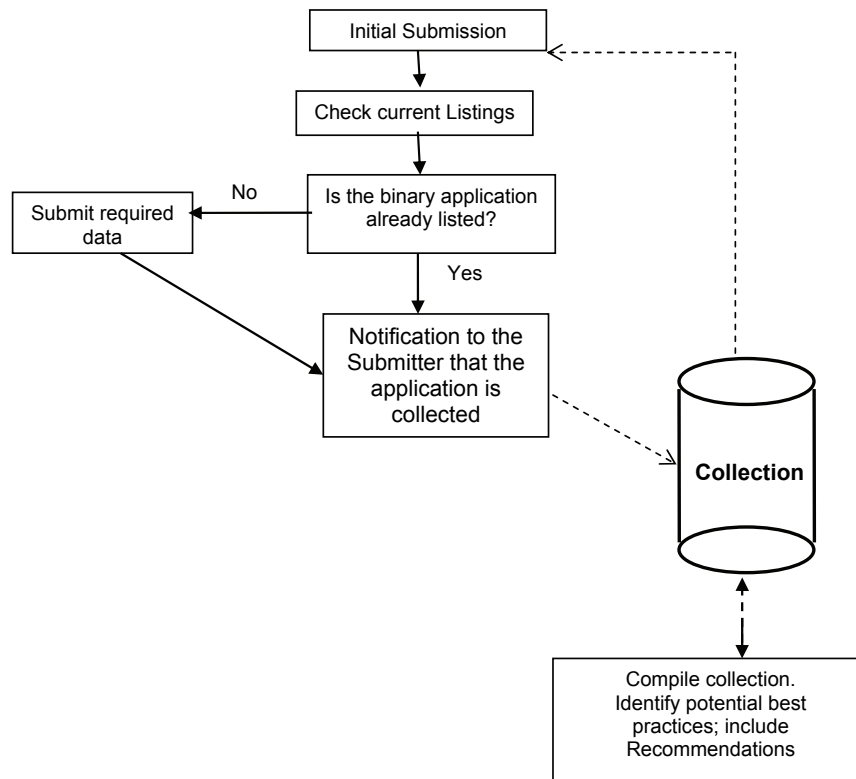 Initial Submission
Check current Listings
Is the binary application
already listed?
No
Submit required
data
Yes
Notification to the
Submitter that the
application is
collected
Collection
Compile collection.
Identify potential best
practices; include
Recommendations